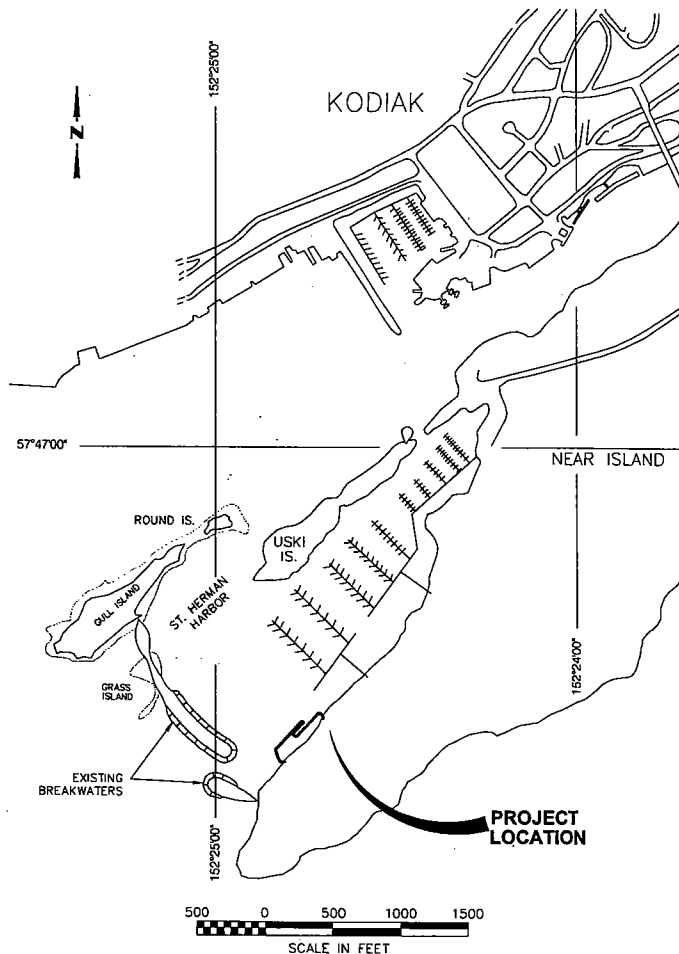 152°25'00"
KODIAK
N
57°47'00"
NEAR ISLAND
ROUND IS.
USKI
IS.
GULL ISLAND
ST. HERMAN
HARBOR
152°24'00"
GRASS
ISLAND
EXISTING
BREAKWATERS
152°25'00"
PROJECT
LOCATION
500 0 500 1000 1500
SCALE IN FEET